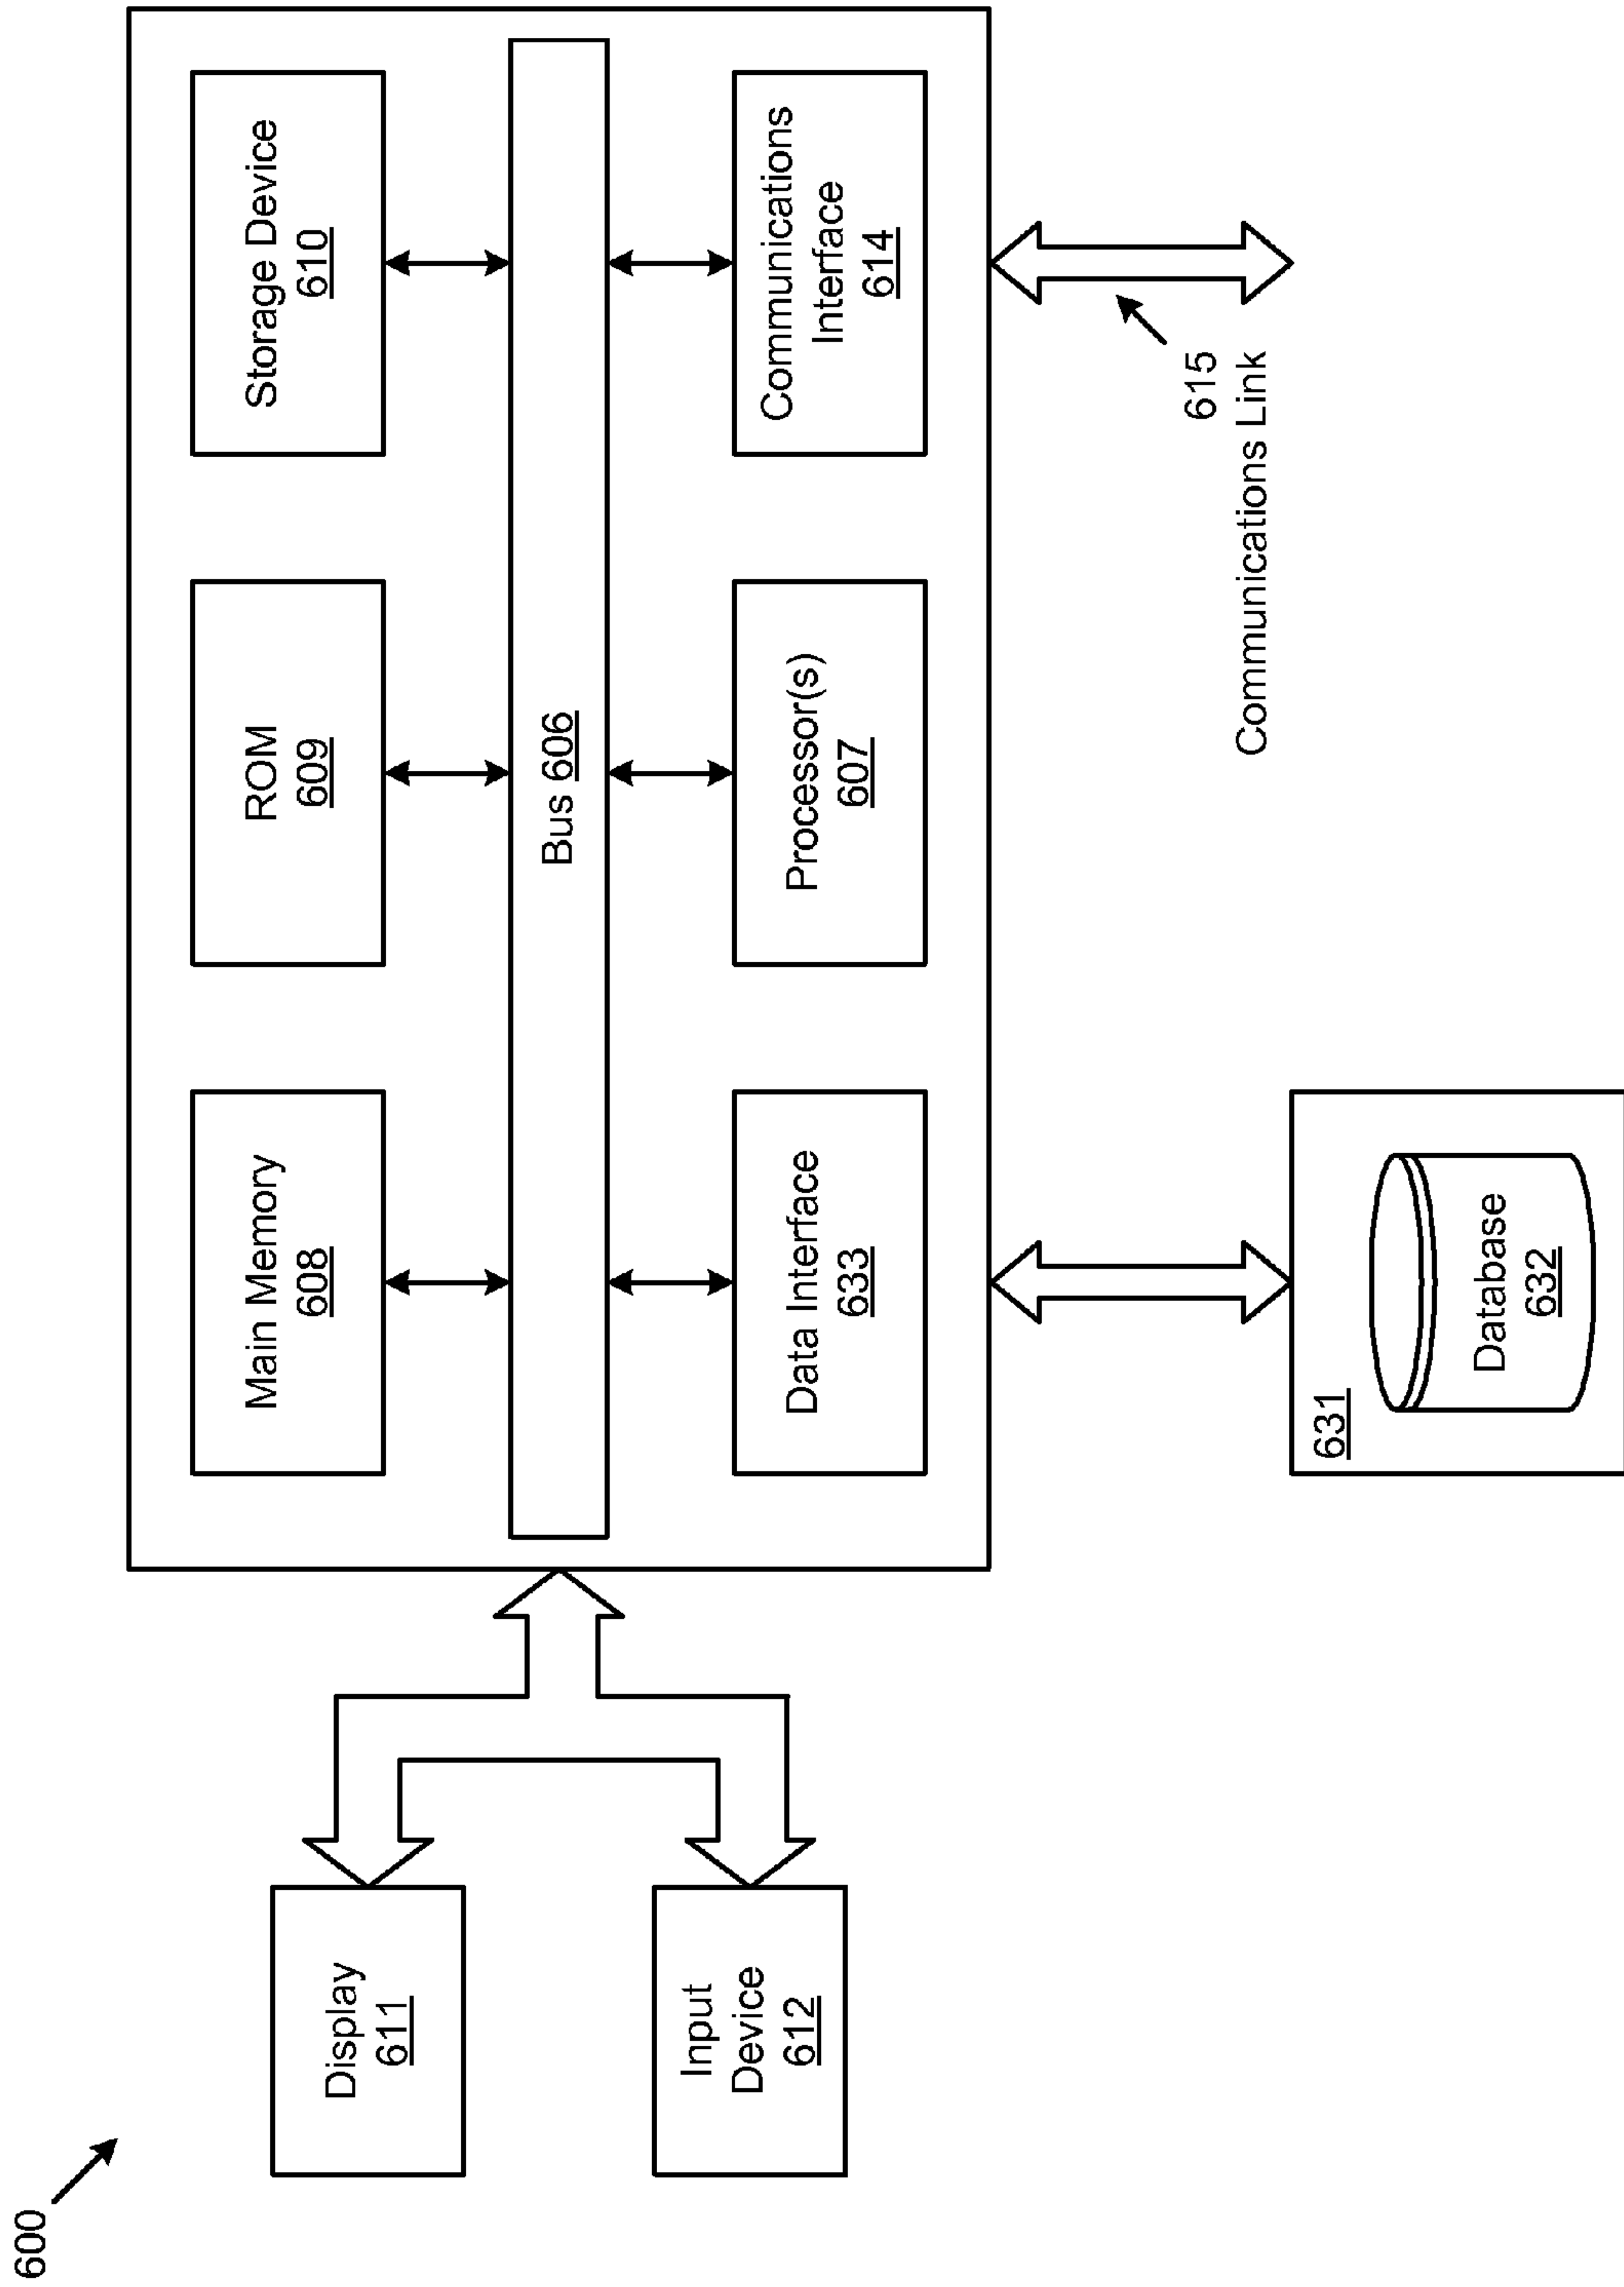 600
Main Memory
608
ROM
609
Storage Device
610
Display
611
Bus 606
Input
Device
612
Data Interface
633
Processor(s)
607
Communications
Interface
614
615
Communications Link
631
Database
632